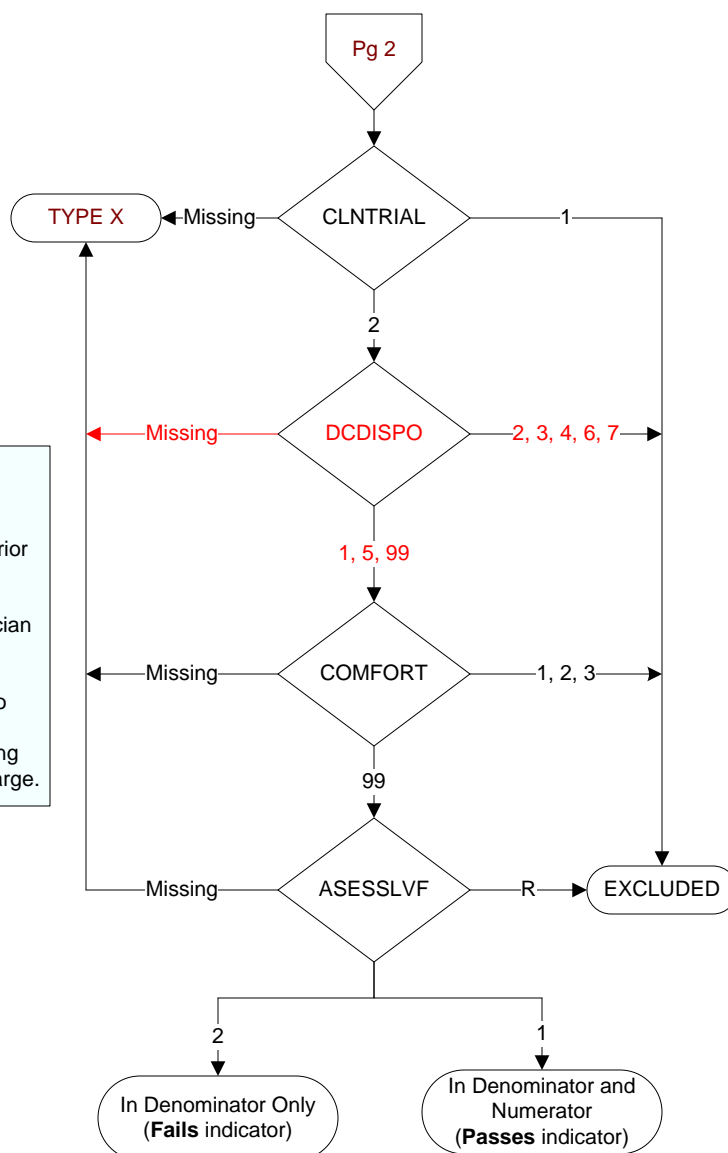 Pg 2
TYPE X
Missing
CLNTRIAL
1
2
Missing
DCDISPO
2, 3, 4, 6, 7
1, 5, 99
rior
cian
o
ng
arge.
Missing
COMFORT
1, 2, 3
99
Missing
ASESSLVF
R
EXCLUDED
2
1
In Denominator Only
(Fails indicator)
In Denominator and
Numerator
(Passes indicator)